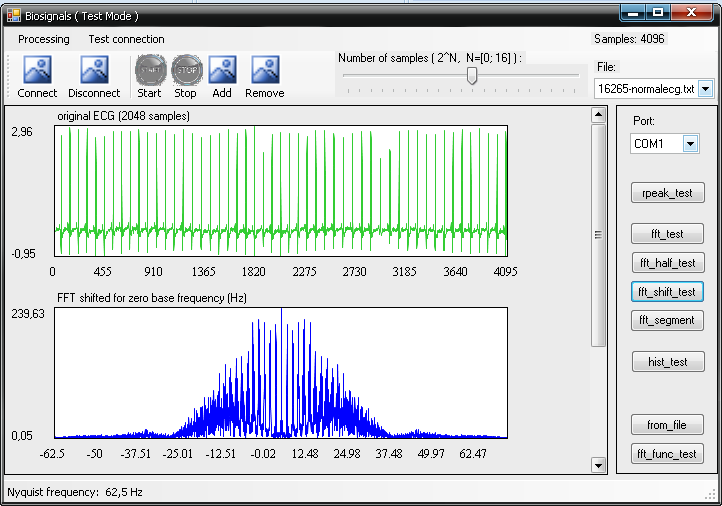 Biosignals ( Test Mode )
Processing Test connection Samples: 4096
Connect Disconnect START Start STOP Stop Add Remove
Number of samples ( 2^N, N=[0; 16] ) :
File:
16265-normalecg.txt
original ECG (2048 samples)
2,96
-0,95
0 455 910 1365 1820 2275 2730 3185 3640 4095
FFT shifted for zero base frequency (Hz)
239,63
0,05
-62.5 -50 -37.51 -25.01 -12.51 -0.02 12.48 24.98 37.48 49.97 62.47
Port:
COM1
rpeak_test
fft_test
fft_half_test
fft_shift_test
fft_segment
hist_test
from_file
fft_func_test
Nyquist frequency: 62,5 Hz